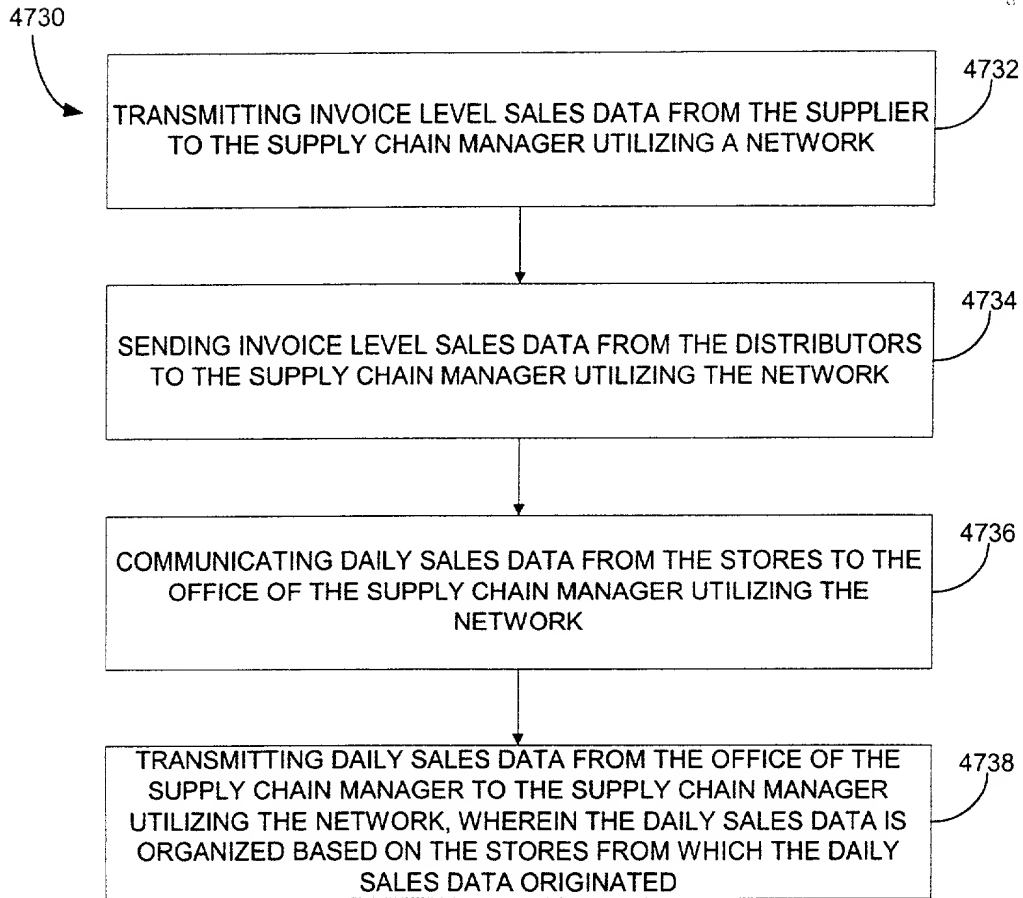 4730
4732
TRANSMITTING INVOICE LEVEL SALES DATA FROM THE SUPPLIER
TO THE SUPPLY CHAIN MANAGER UTILIZING A NETWORK
4734
SENDING INVOICE LEVEL SALES DATA FROM THE DISTRIBUTORS
TO THE SUPPLY CHAIN MANAGER UTILIZING THE NETWORK
4736
COMMUNICATING DAILY SALES DATA FROM THE STORES TO THE
OFFICE OF THE SUPPLY CHAIN MANAGER UTILIZING THE
NETWORK
4738
TRANSMITTING DAILY SALES DATA FROM THE OFFICE OF THE
SUPPLY CHAIN MANAGER TO THE SUPPLY CHAIN MANAGER
UTILIZING THE NETWORK, WHEREIN THE DAILY SALES DATA IS
ORGANIZED BASED ON THE STORES FROM WHICH THE DAILY
SALES DATA ORIGINATED